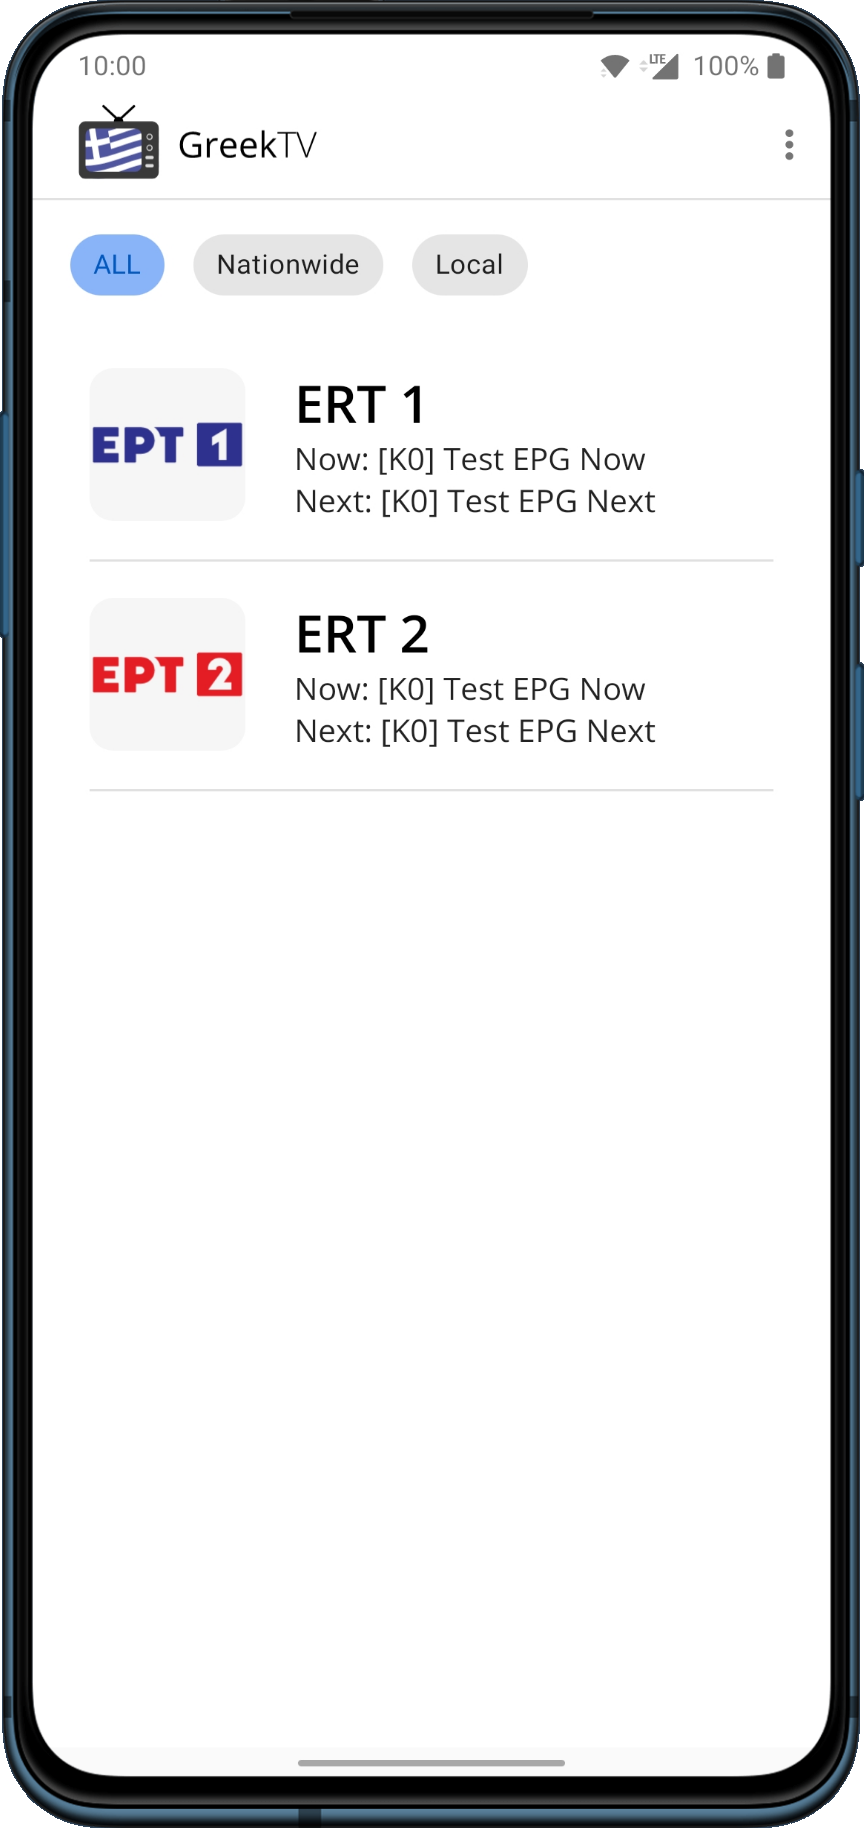 10:00 LTE 100%
GreekTV
ALL Nationwide Local
ΕΡΤ 1
ERT 1
Now: [K0] Test EPG Now
Next: [K0] Test EPG Next
ΕΡΤ 2
ERT 2
Now: [K0] Test EPG Now
Next: [K0] Test EPG Next